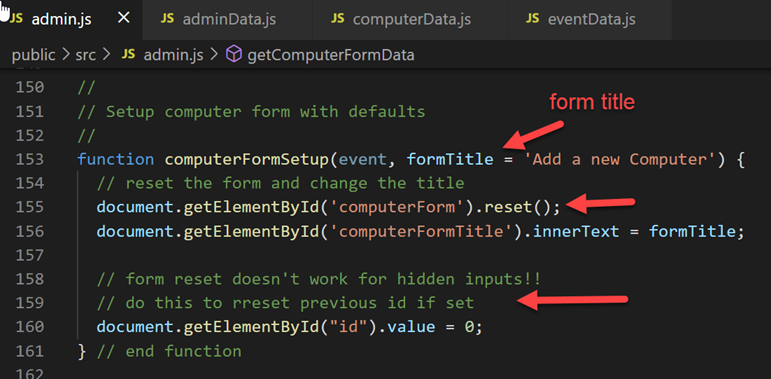 JS admin.js × JS adminData.js JS computerData.js JS eventData.js
public > src > JS admin.js > getComputerFormData
150 //
151 // Setup computer form with defaults
form title
152 //
153 function computerFormSetup(event, formTitle = 'Add a new Computer') {
154 // reset the form and change the title
155 document.getElementById('computerForm').reset();
156 document.getElementById('computerFormTitle').innerText = formTitle;
157
158 // form reset doesn't work for hidden inputs!!
159 // do this to rreset previous id if set
160 document.getElementById("id").value = 0;
161 } // end function
162